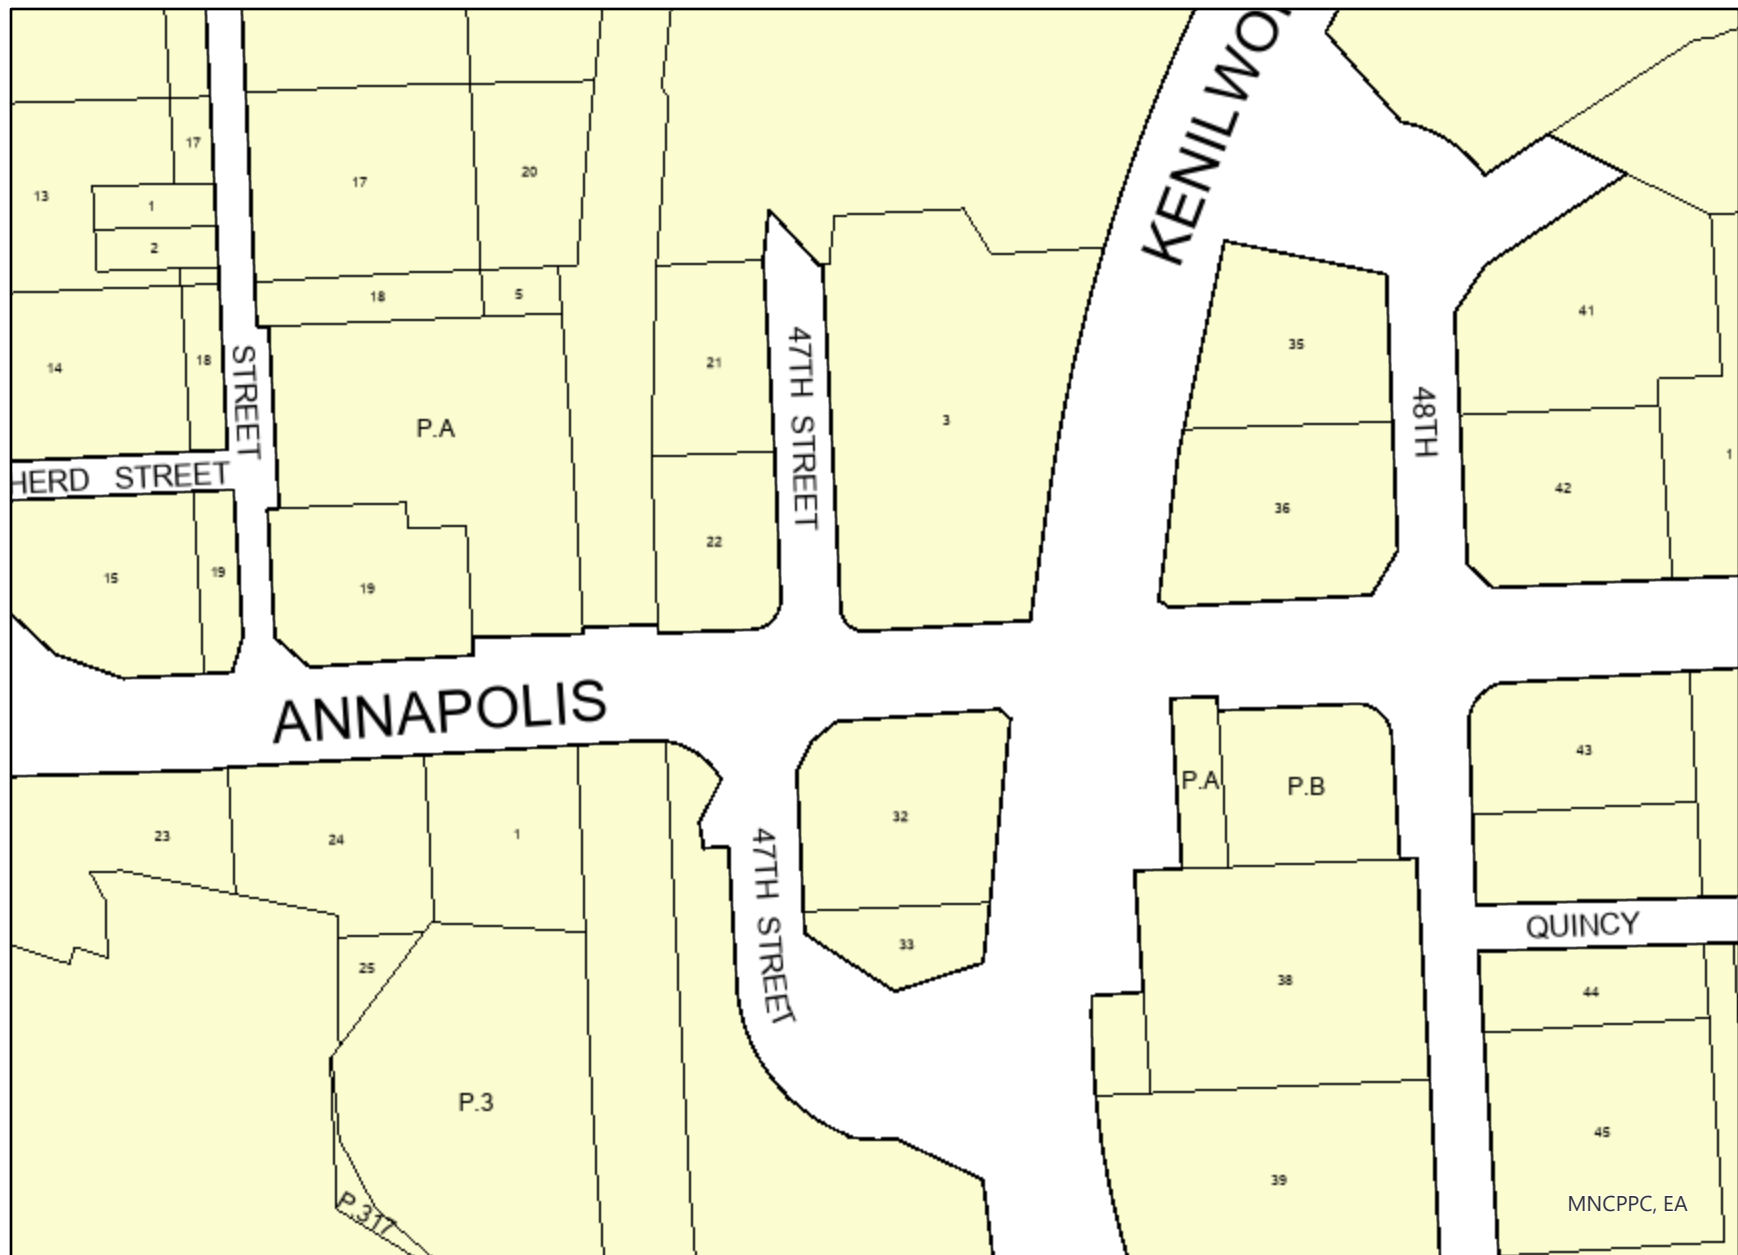 KENILWO
17
13
17
20
1
2
18
5
14
18
STREET
P.A
21
47TH STREET
3
35
41
48TH
1
HERD STREET
36
42
22
15
19
19
ANNAPOLIS
23
24
1
47TH STREET
32
P.A
P.B
43
33
QUINCY
25
38
44
P.3
45
39
P.317
MNCPPC, EA